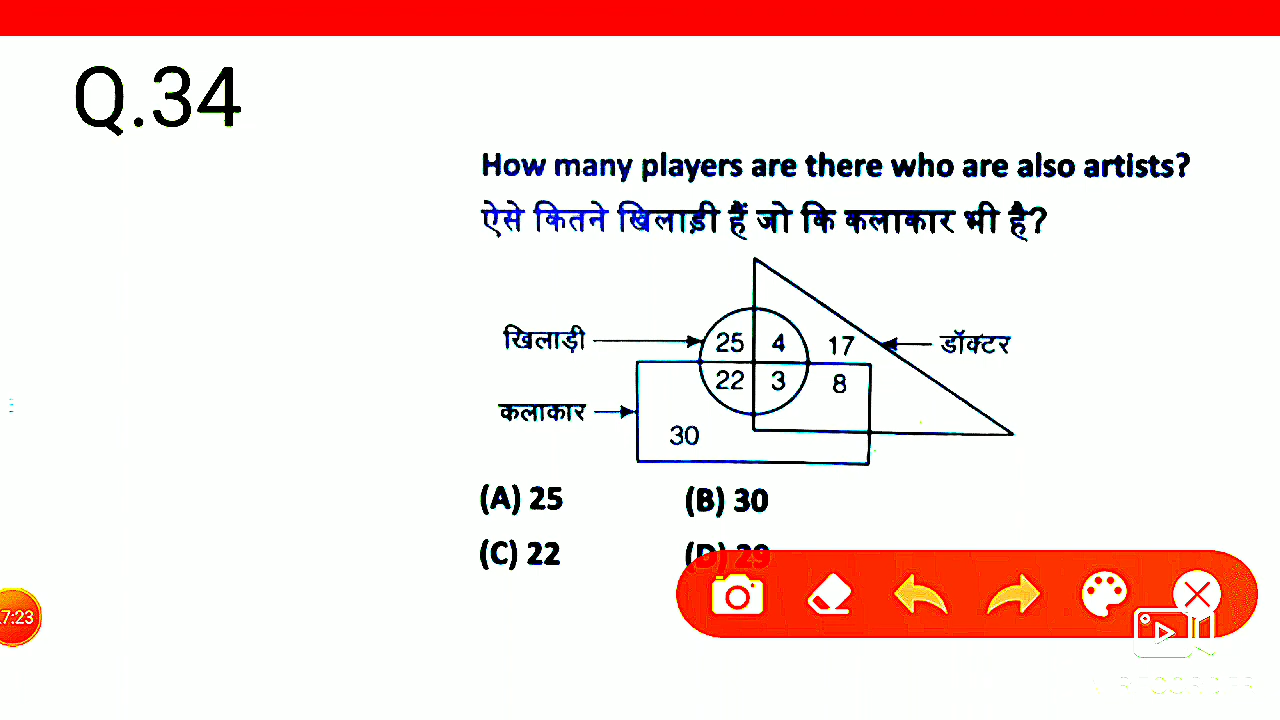 Q.34
How many players are there who are also artists?
ऐसे कितने खिलाड़ी हैं जो कि कलाकार भी है?
खिलाड़ी 25 4 17 डॉक्टर
22 3 8
कलाकार
30
(A) 25 (B) 30
(C) 22 (D) 29
7:23